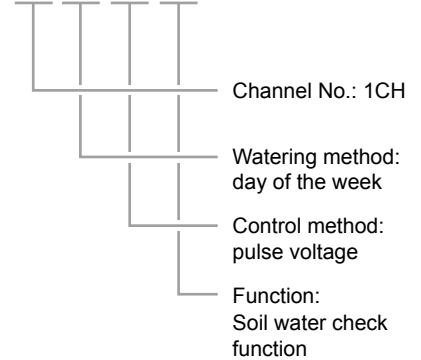 Channel No.: 1CH
Watering method:
day of the week
Control method:
pulse voltage
Function:
Soil water check
function